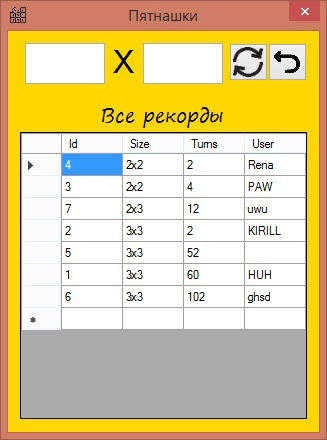 Пятнашки
X
Все рекорды
Id Size Turns User
4 2x2 2 Rena
3 2x2 4 PAW
7 2x3 12 uwu
2 3x3 2 KIRILL
5 3x3 52
1 3x3 60 HUH
6 3x3 102 ghsd